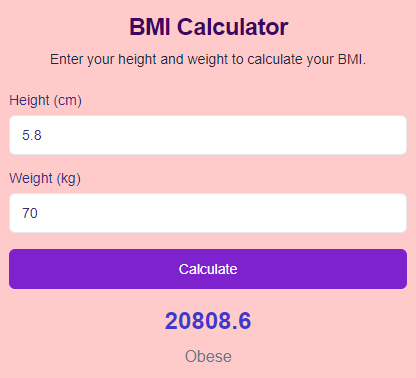 BMI Calculator
Enter your height and weight to calculate your BMI.
Height (cm)
5.8
Weight (kg)
70
Calculate
20808.6
Obese